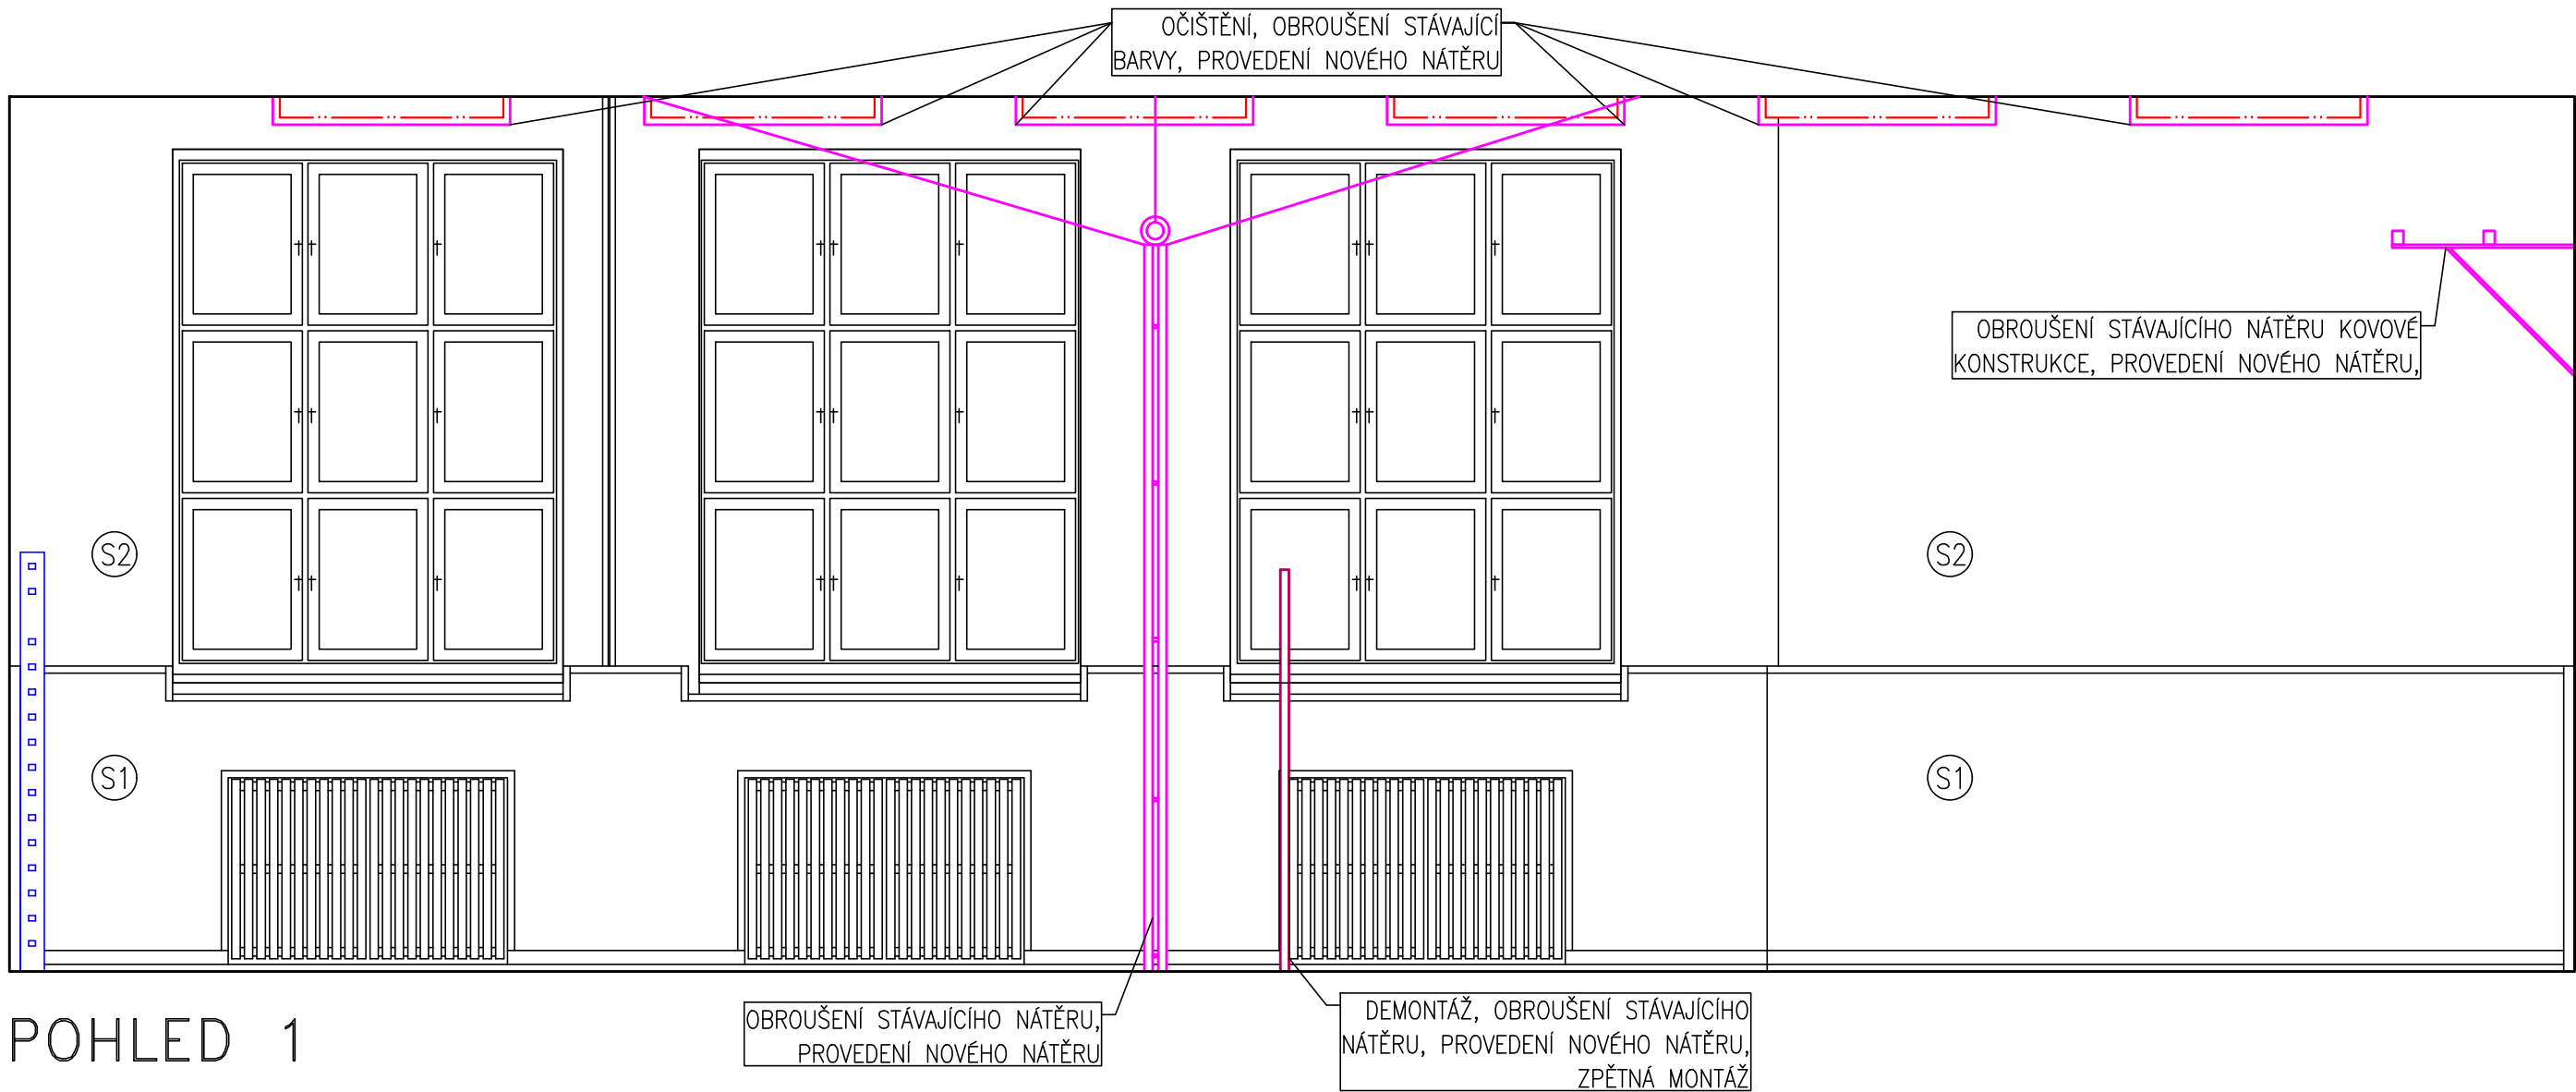 OČIŠTĚNÍ, OBROUŠENÍ STÁVAJÍCÍ
BARVY, PROVEDENÍ NOVÉHO NÁTĚRU
OBROUŠENÍ STÁVAJÍCÍHO NÁTĚRU KOVOVÉ
KONSTRUKCE, PROVEDENÍ NOVÉHO NÁTĚRU,
S2
S2
S1
S1
OBROUŠENÍ STÁVAJÍCÍHO NÁTĚRU,
PROVEDENÍ NOVÉHO NÁTĚRU
DEMONTÁŽ, OBROUŠENÍ STÁVAJÍCÍHO
NÁTĚRU, PROVEDENÍ NOVÉHO NÁTĚRU,
ZPĚTNÁ MONTÁŽ
POHLED 1